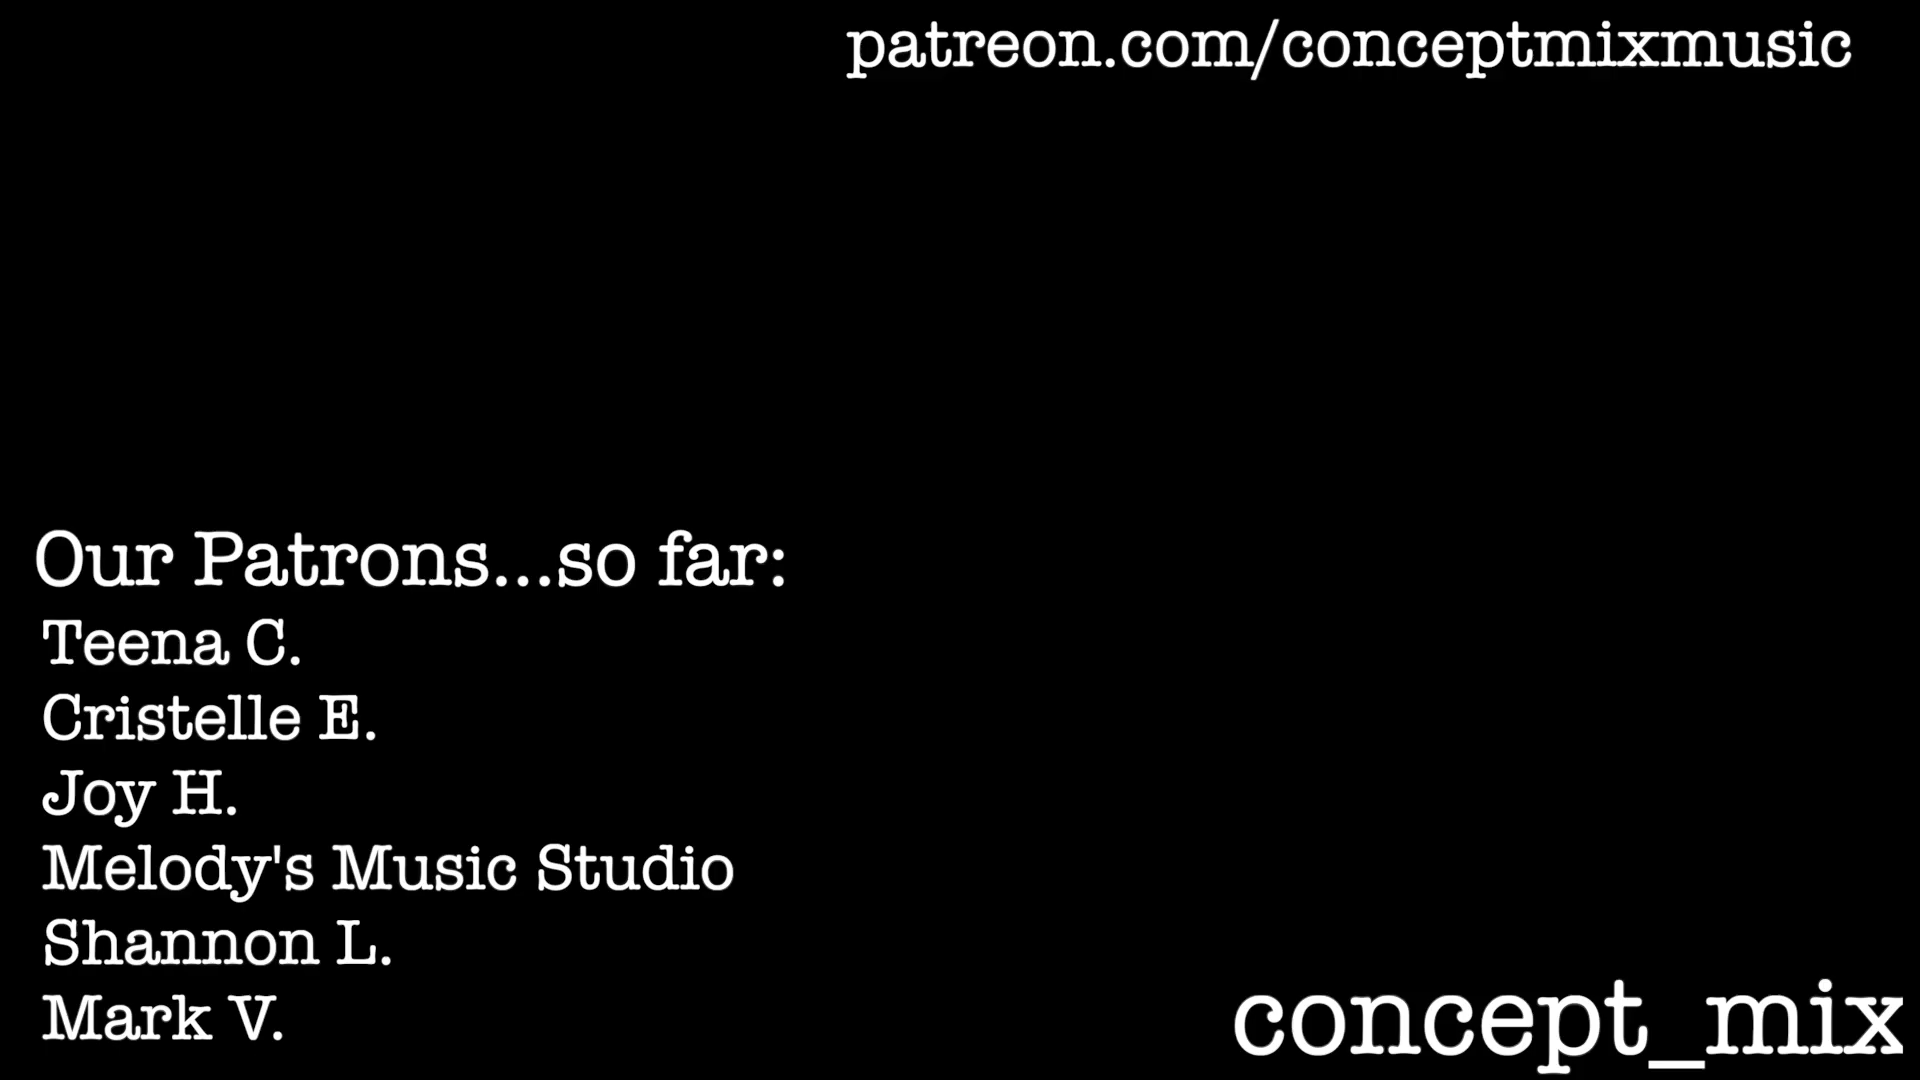 patreon.com/conceptmixmusic
Our Patrons...so far:
Teena C.
Cristelle E.
Joy H.
Melody's Music Studio
Shannon L.
Mark V.
concept_mix